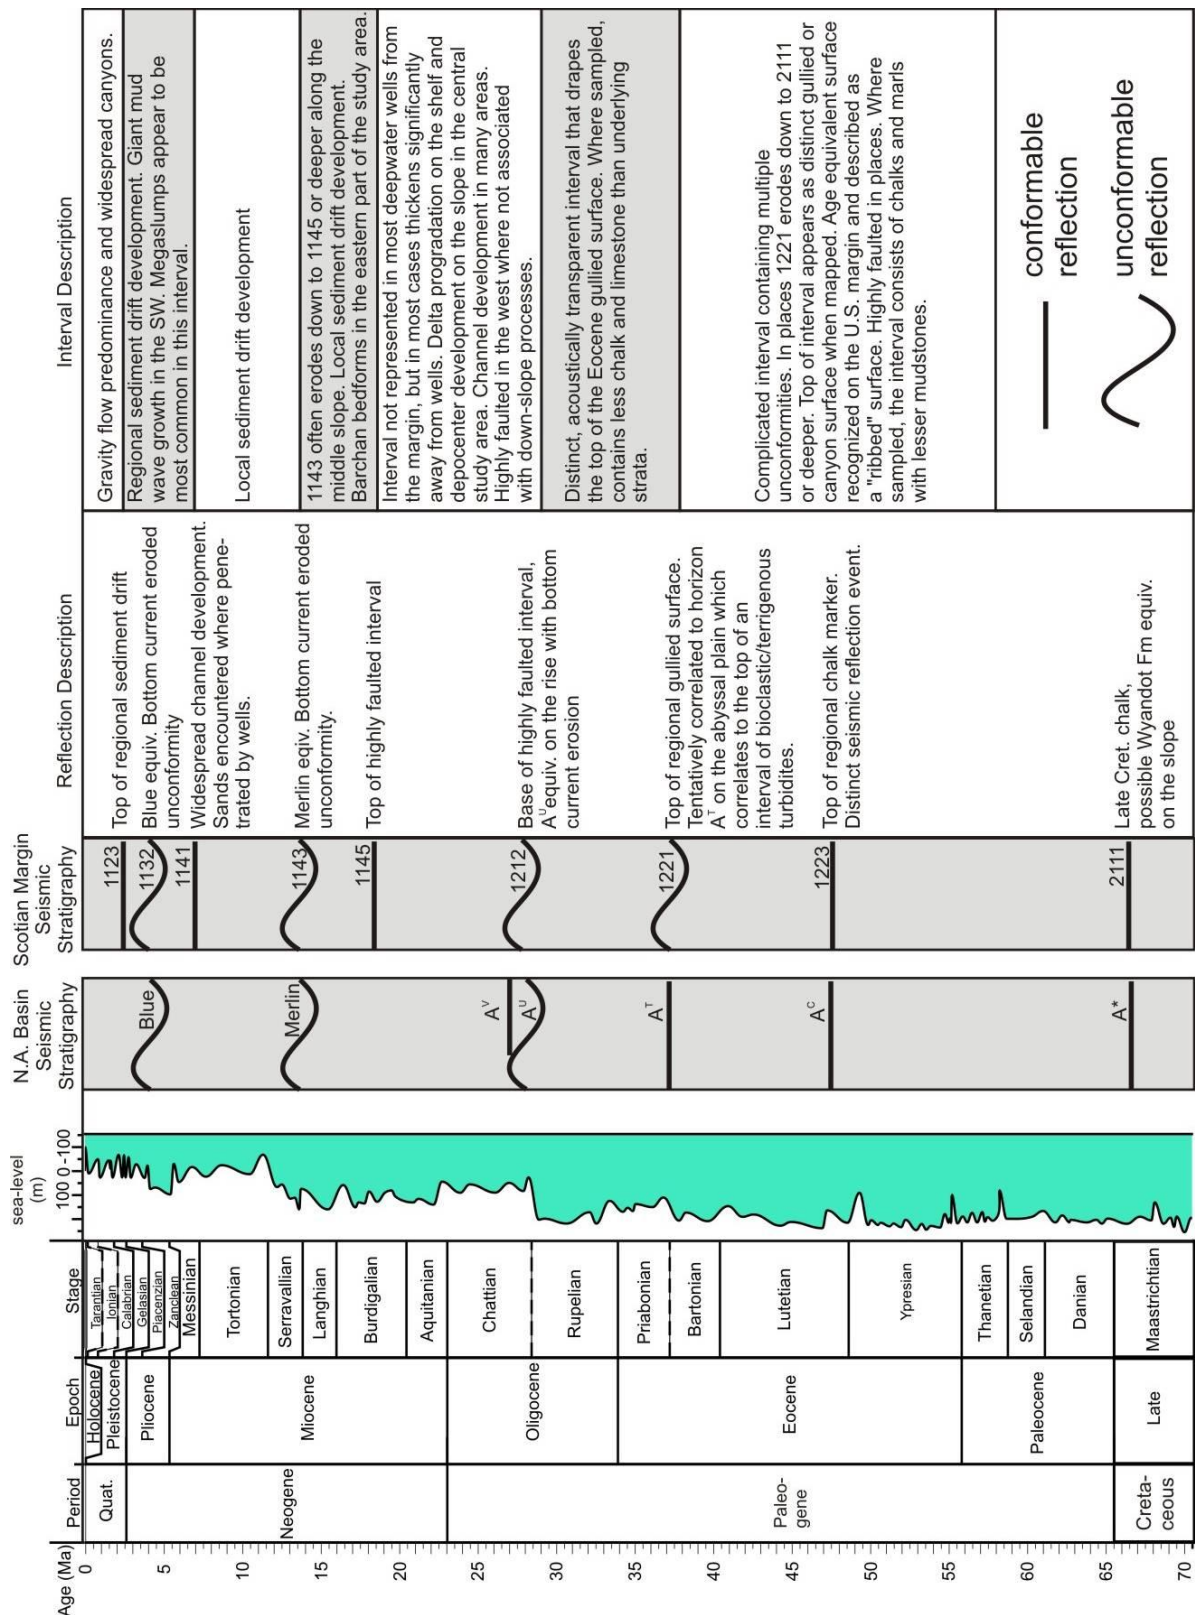 Age (Ma)
Period
Epoch
Stage
sea-level
(m)
N.A. Basin
Seismic
Stratigraphy
Scotian Margin
Seismic
Stratigraphy
Reflection Description
Interval Description
0
5
10
15
20
25
30
35
40
45
50
55
60
65
70
Quat.
Neogene
Paleo-
gene
Creta-
ceous
Holocene
Pleistocene
Pliocene
Miocene
Oligocene
Eocene
Paleocene
Late
Tarantian
Ionian
Calabrian
Gelasian
Piacenzian
Zanclean
Messinian
Tortonian
Serravallian
Langhian
Burdigalian
Aquitanian
Chattian
Rupelian
Priabonian
Bartonian
Lutetian
Ypresian
Thanetian
Selandian
Danian
Maastrichtian
100 0 -100
Blue
Merlin
Aⱽ
Aᵁ
Aᵀ
Aᶜ
A*
1123
1132
1141
1143
1145
1212
1221
1223
2111
Top of regional sediment drift
Blue equiv. Bottom current eroded
unconformity
Widespread channel development.
Sands encountered where pene-
trated by wells.
Merlin eqiv. Bottom current eroded
unconformity.
Top of highly faulted interval
Base of highly faulted interval,
Aᵁequiv. on the rise with bottom
current erosion
Top of regional gullied surface.
Tentatively correlated to horizon
Aᵀ on the abyssal plain which
correlates to the top of an
interval of bioclastic/terrigenous
turbidites.
Top of regional chalk marker.
Distinct seismic reflection event.
Late Cret. chalk,
possible Wyandot Fm equiv.
on the slope
Gravity flow predominance and widespread canyons.
Regional sediment drift development. Giant mud
wave growth in the SW. Megaslumps appear to be
most common in this interval.
Local sediment drift development
1143 often erodes down to 1145 or deeper along the
middle slope. Local sediment drift development.
Barchan bedforms in the eastern part of the study area.
Interval not represented in most deepwater wells from
the margin, but in most cases thickens significantly
away from wells. Delta progradation on the shelf and
depocenter development on the slope in the central
study area. Channel development in many areas.
Highly faulted in the west where not associated
with down-slope processes.
Distinct, acoustically transparent interval that drapes
the top of the Eocene gullied surface. Where sampled,
contains less chalk and limestone than underlying
strata.
Complicated interval containing multiple
unconformities. In places 1221 erodes down to 2111
or deeper. Top of interval appears as distinct gullied or
canyon surface when mapped. Age equivalent surface
recognized on the U.S. margin and described as
a "ribbed" surface. Highly faulted in places. Where
sampled, the interval consists of chalks and marls
with lesser mudstones.
conformable
reflection
unconformable
reflection